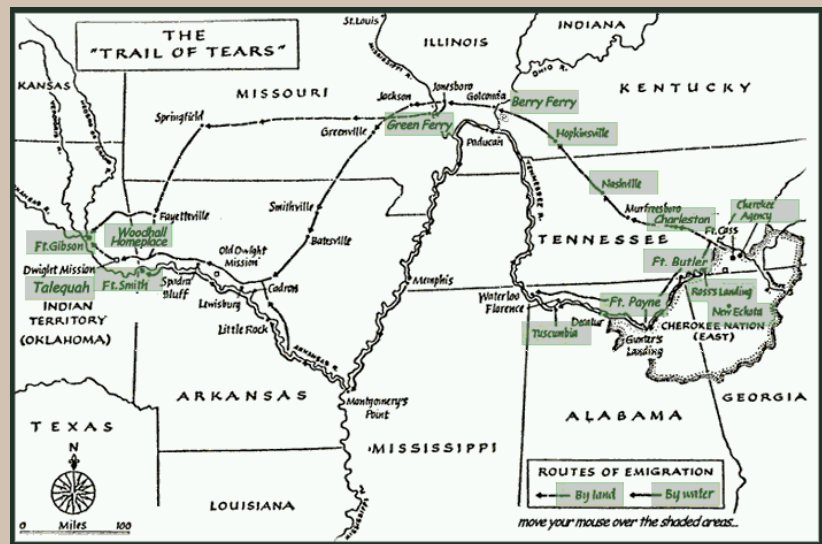 THE
"TRAIL OF TEARS"
St. Louis
ILLINOIS
INDIANA
MISSISSIPPI R.
OHIO R.
KANSAS
MISSOURI
KENTUCKY
Jonesboro
Jackson
Golconda
Berry Ferry
Springfield
Greenville
Green Ferry
Hopkinsville
Paducah
TENNESSEE R.
Nashville
Smithville
Murfreesboro
Charleston
Cherokee
Agency
Fayetteville
Woodhall
Homeplace
Batesville
TENNESSEE
Ft. Cass
Ft. Gibson
Old Dwight
Mission
Ft. Butler
Dwight Mission
Spadra
Bluff
Cadron
Memphis
Talequah
Ft. Smith
Lewisburg
Waterloo
Florence
Ft. Payne
Ross's Landing
New Echota
INDIAN
TERRITORY
(OKLAHOMA)
Little Rock
ARKANSAS R.
Tuscumbia
Decatur
Gunter's
Landing
CHEROKEE NATION
(EAST)
ARKANSAS
Montgomery's
Point
GEORGIA
TEXAS
ALABAMA
N
MISSISSIPPI
ROUTES OF EMIGRATION
By land
By water
LOUISIANA
0 Miles 100
move your mouse over the shaded areas...